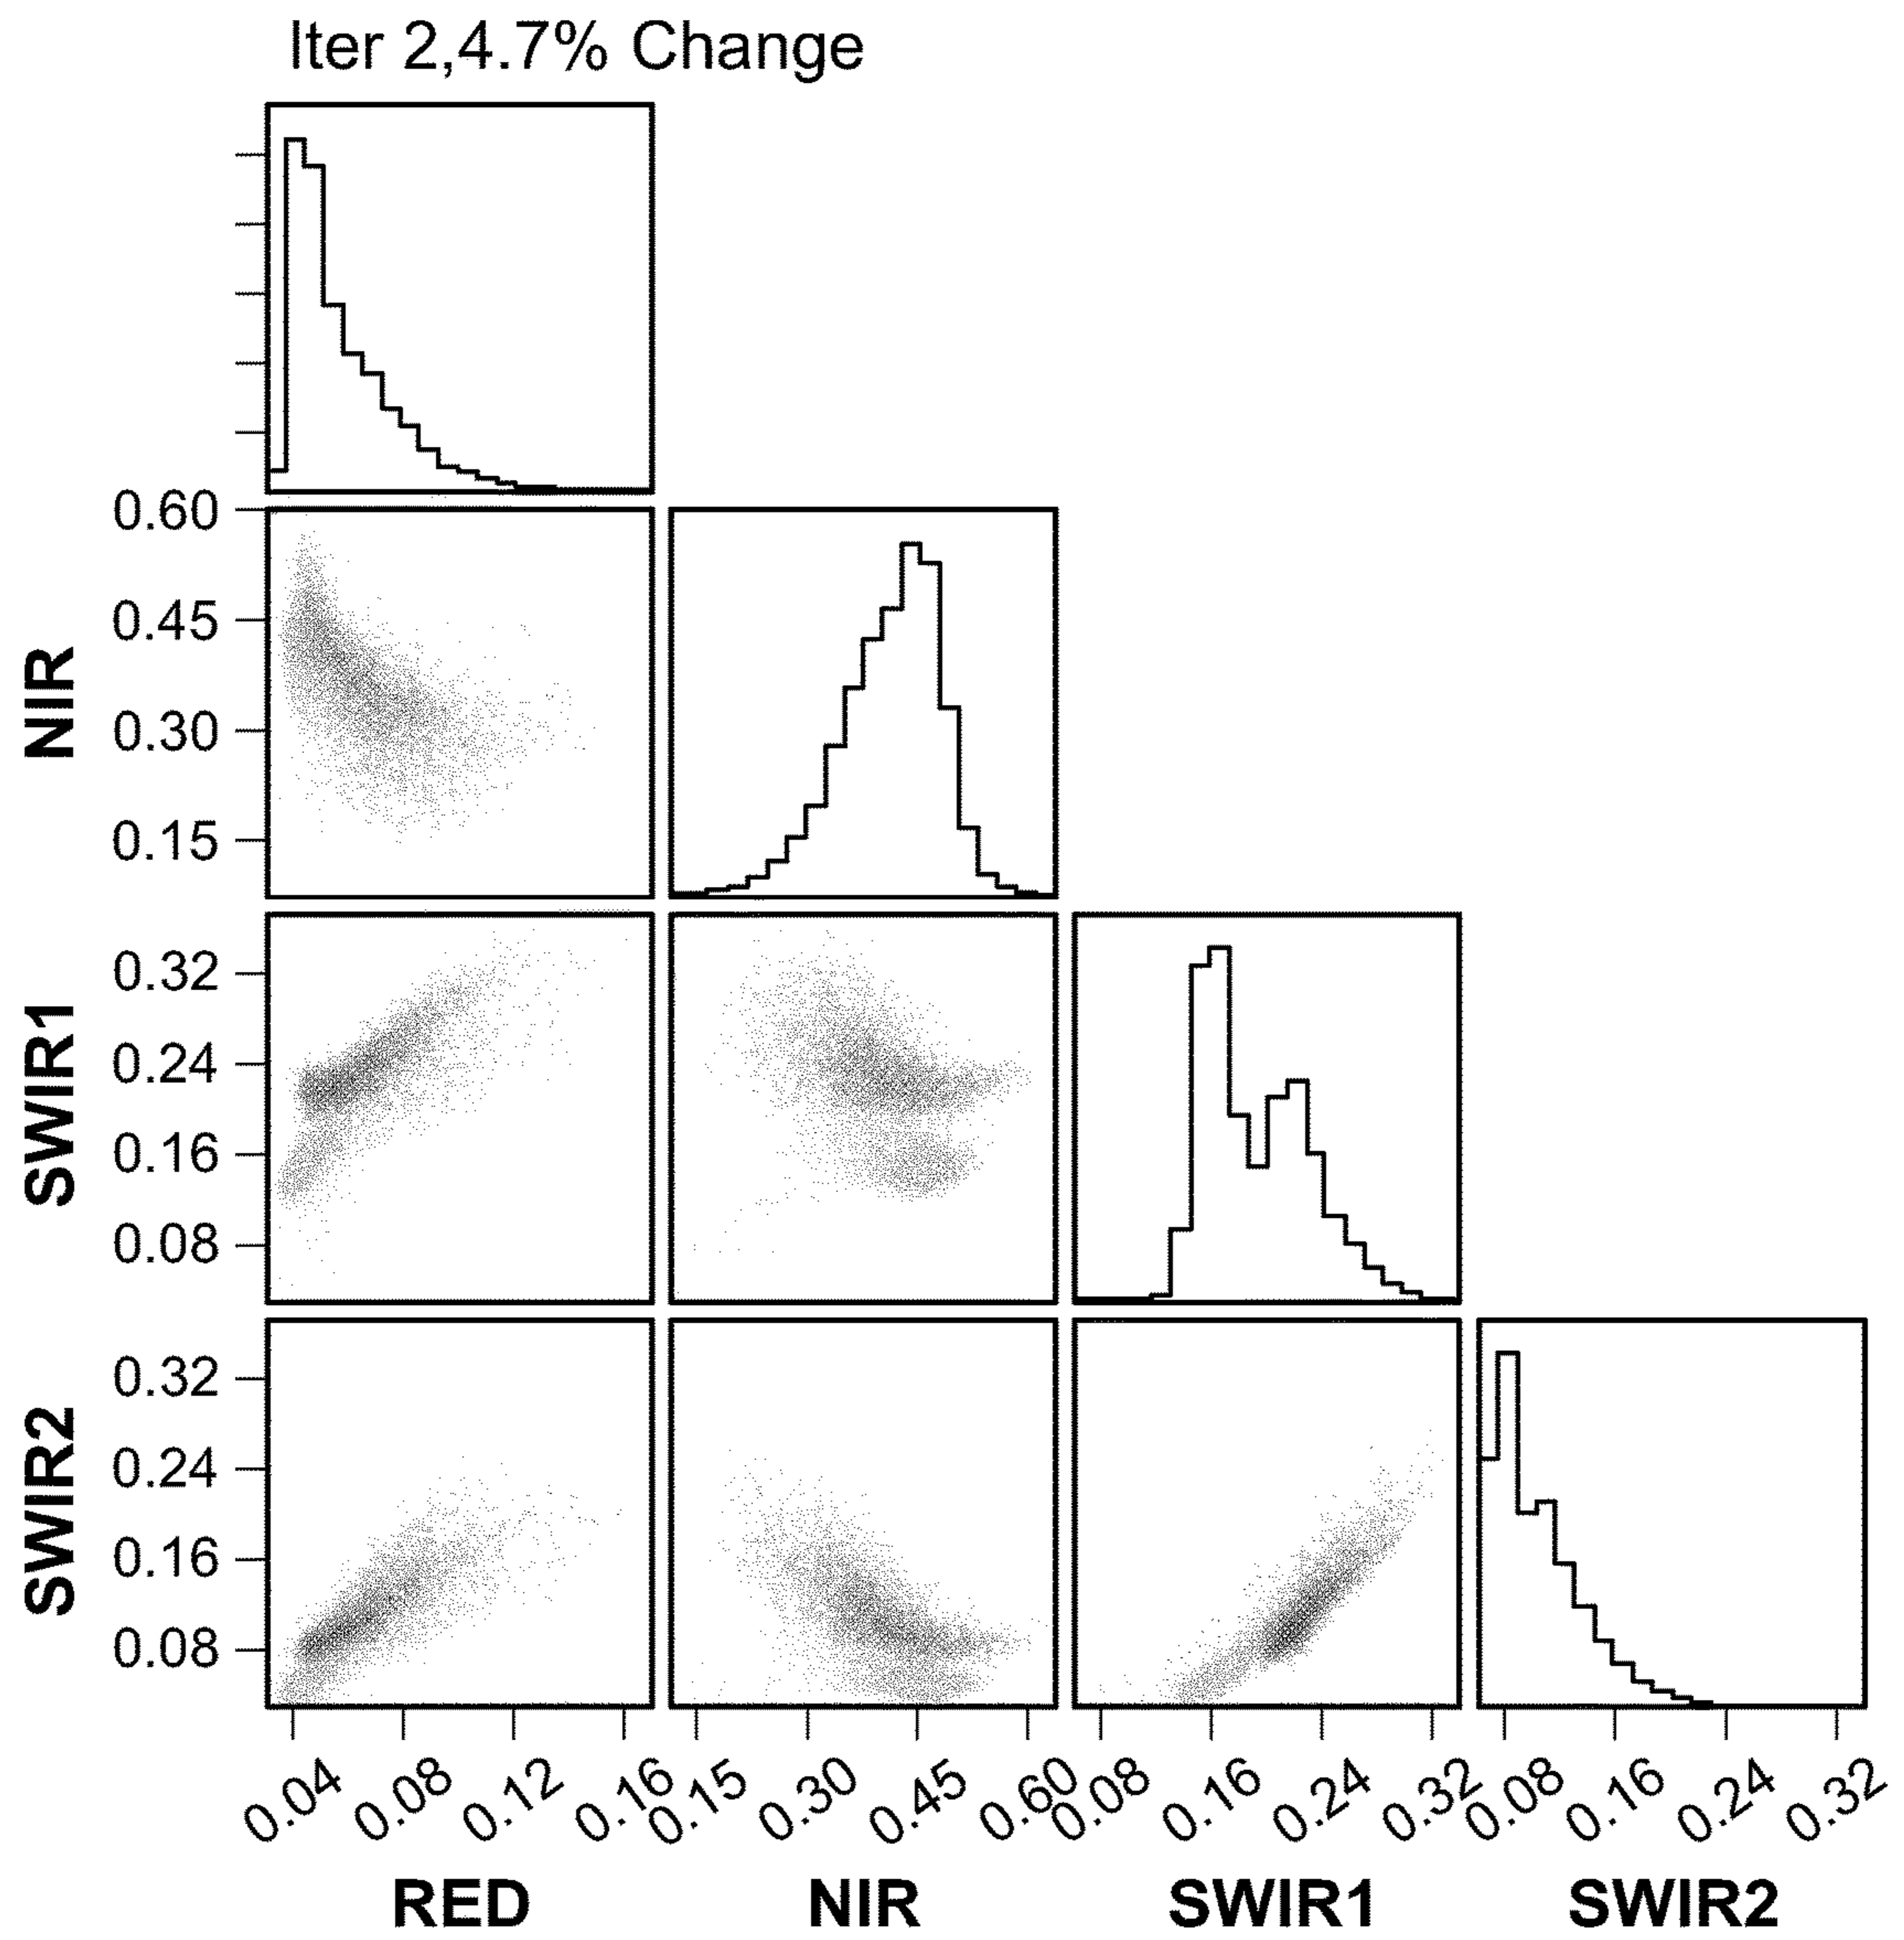 Iter 2,4.7% Change
0.60
0.45
0.30
0.15
NIR
0.32
0.24
0.16
0.08
SWIR1
0.32
0.24
0.16
0.08
SWIR2
0.04 0.08 0.12 0.16 0.15 0.30 0.45 0.60 0.08 0.16 0.24 0.32 0.08 0.16 0.24 0.32
RED NIR SWIR1 SWIR2